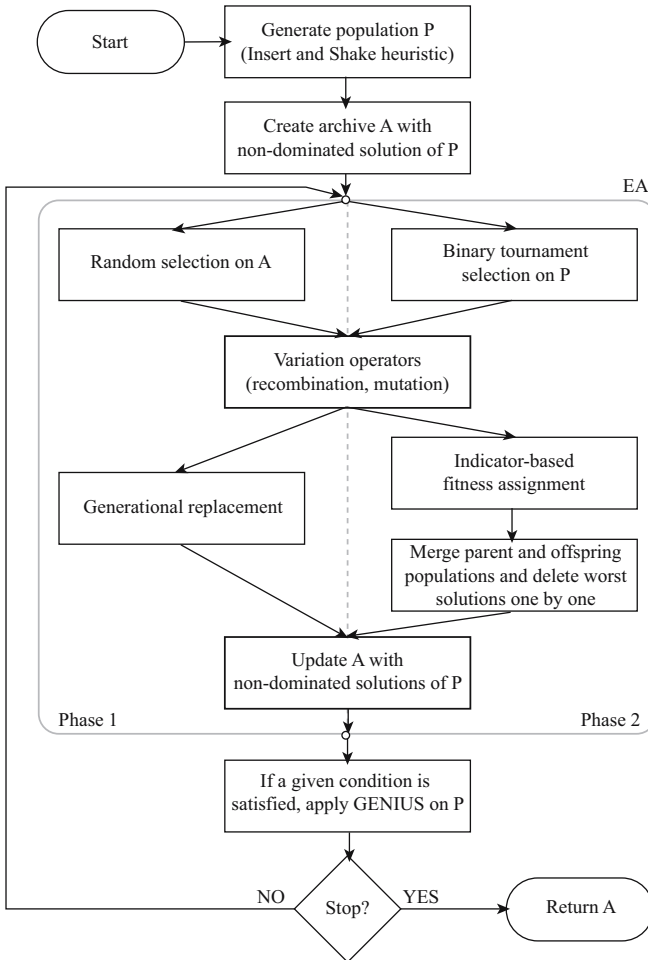 Start
Generate population P
(Insert and Shake heuristic)
Create archive A with
non-dominated solution of P
EA
Random selection on A
Binary tournament
selection on P
Variation operators
(recombination, mutation)
Generational replacement
Indicator-based
fitness assignment
Merge parent and offspring
populations and delete worst
solutions one by one
Update A with
non-dominated solutions of P
Phase 1
Phase 2
If a given condition is
satisfied, apply GENIUS on P
NO
Stop?
YES
Return A